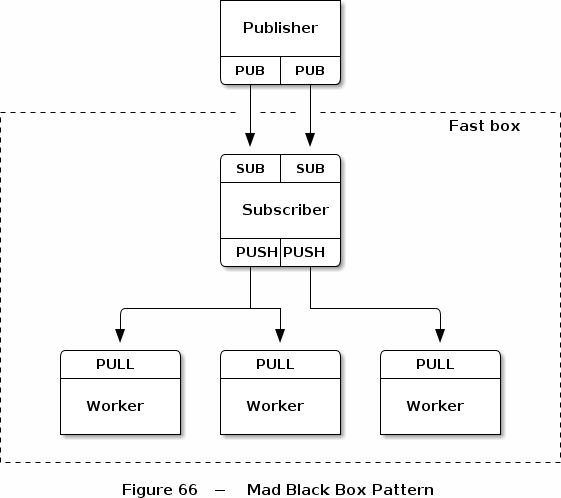 Publisher
PUB PUB
Fast box
SUB SUB
Subscriber
PUSH PUSH
PULL PULL PULL
Worker Worker Worker
Figure 66 – Mad Black Box Pattern